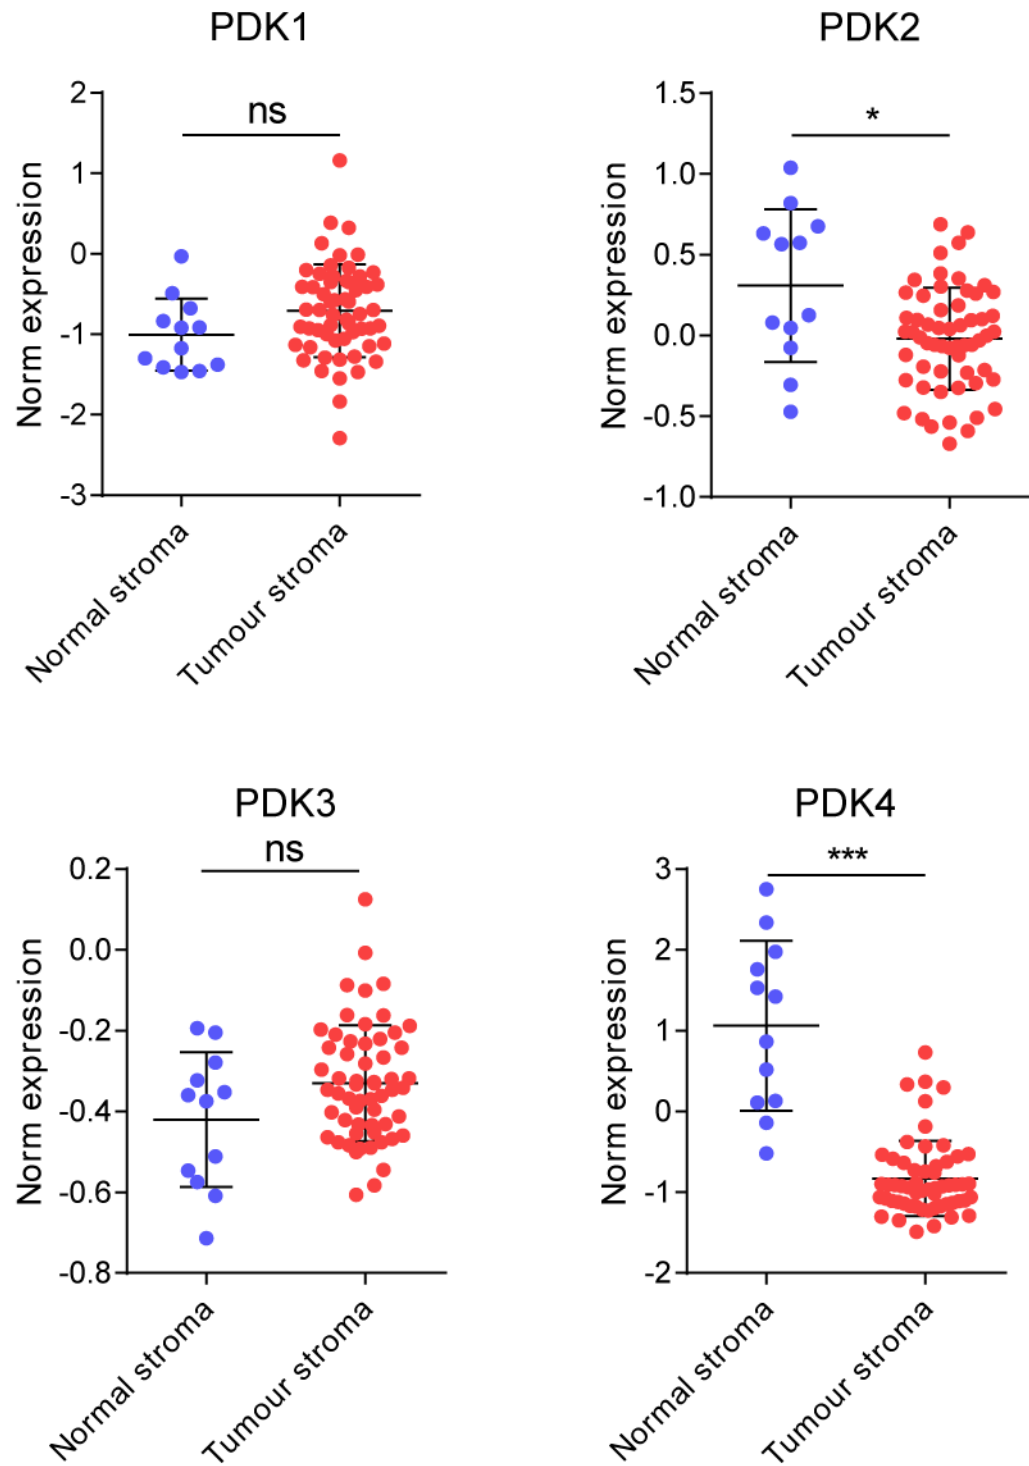 PDK1
ns
2
1
0
-1
-2
-3
Norm expression
Normal stroma
Tumour stroma
PDK2
*
1.5
1.0
0.5
0.0
-0.5
-1.0
Norm expression
Normal stroma
Tumour stroma
PDK3
ns
0.2
0.0
-0.2
-0.4
-0.6
-0.8
Norm expression
Normal stroma
Tumour stroma
PDK4
***
3
2
1
0
-1
-2
Norm expression
Normal stroma
Tumour stroma